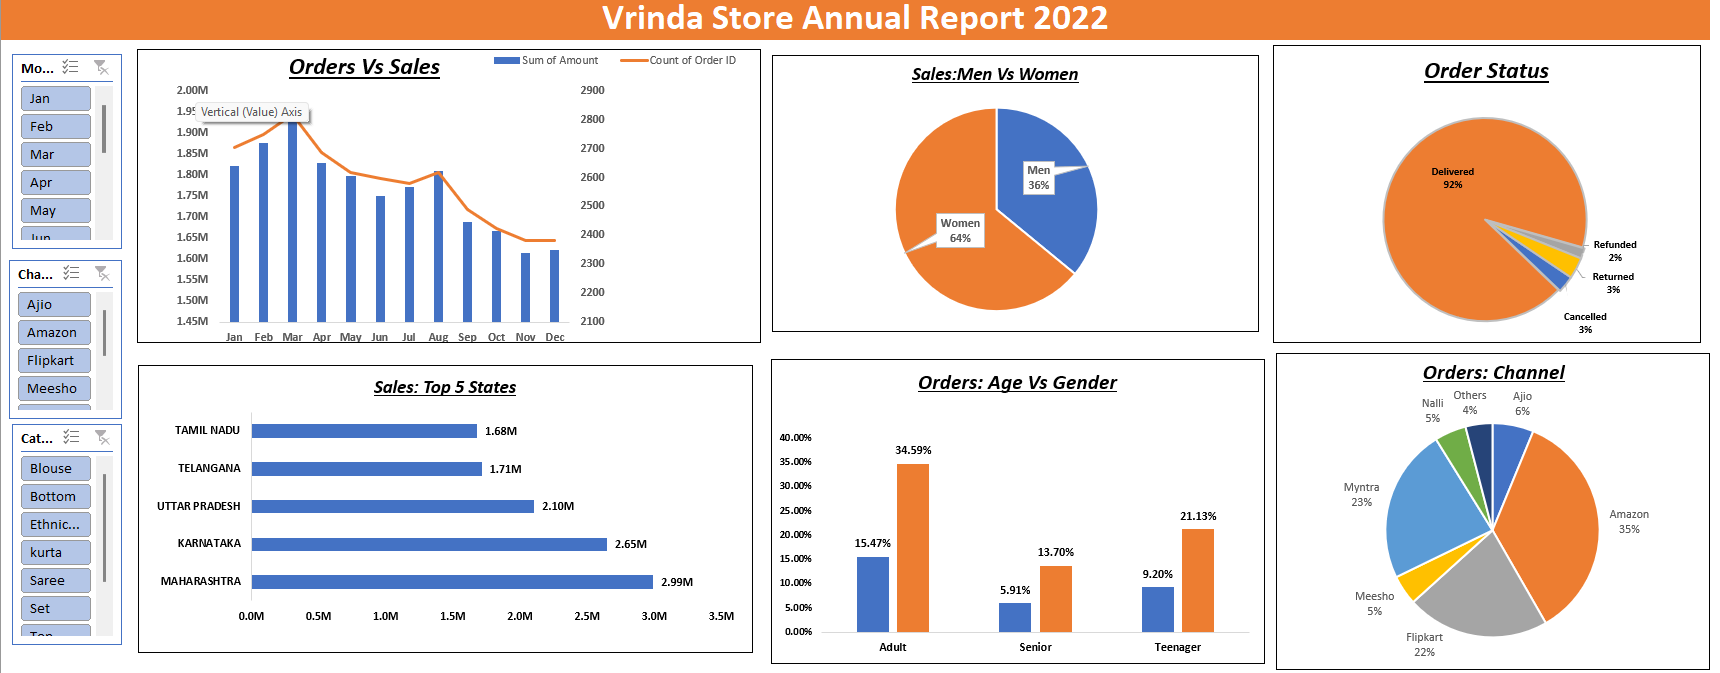 Vrinda Store Annual Report 2022
Mo...
Jan
Feb
Mar
Apr
May
Jun
Cha...
Ajio
Amazon
Flipkart
Meesho
Cat...
Blouse
Bottom
Ethnic...
kurta
Saree
Set
Top
Orders Vs Sales
Sum of Amount
Count of Order ID
2.00M
1.95
1.90M
1.85M
1.80M
1.75M
1.70M
1.65M
1.60M
1.55M
1.50M
1.45M
Vertical (Value) Axis
2900
2800
2700
2600
2500
2400
2300
2200
2100
Jan Feb Mar Apr May Jun Jul Aug Sep Oct Nov Dec
Sales:Men Vs Women
Men
36%
Women
64%
Order Status
Delivered
92%
Refunded
2%
Returned
3%
Cancelled
3%
Sales: Top 5 States
TAMIL NADU 1.68M
TELANGANA 1.71M
UTTAR PRADESH 2.10M
KARNATAKA 2.65M
MAHARASHTRA 2.99M
0.0M 0.5M 1.0M 1.5M 2.0M 2.5M 3.0M 3.5M
Orders: Age Vs Gender
40.00%
35.00%
30.00%
25.00%
20.00%
15.00%
10.00%
5.00%
0.00%
15.47%
34.59%
5.91%
13.70%
9.20%
21.13%
Adult Senior Teenager
Orders: Channel
Nalli
5%
Others
4%
Ajio
6%
Myntra
23%
Amazon
35%
Meesho
5%
Flipkart
22%